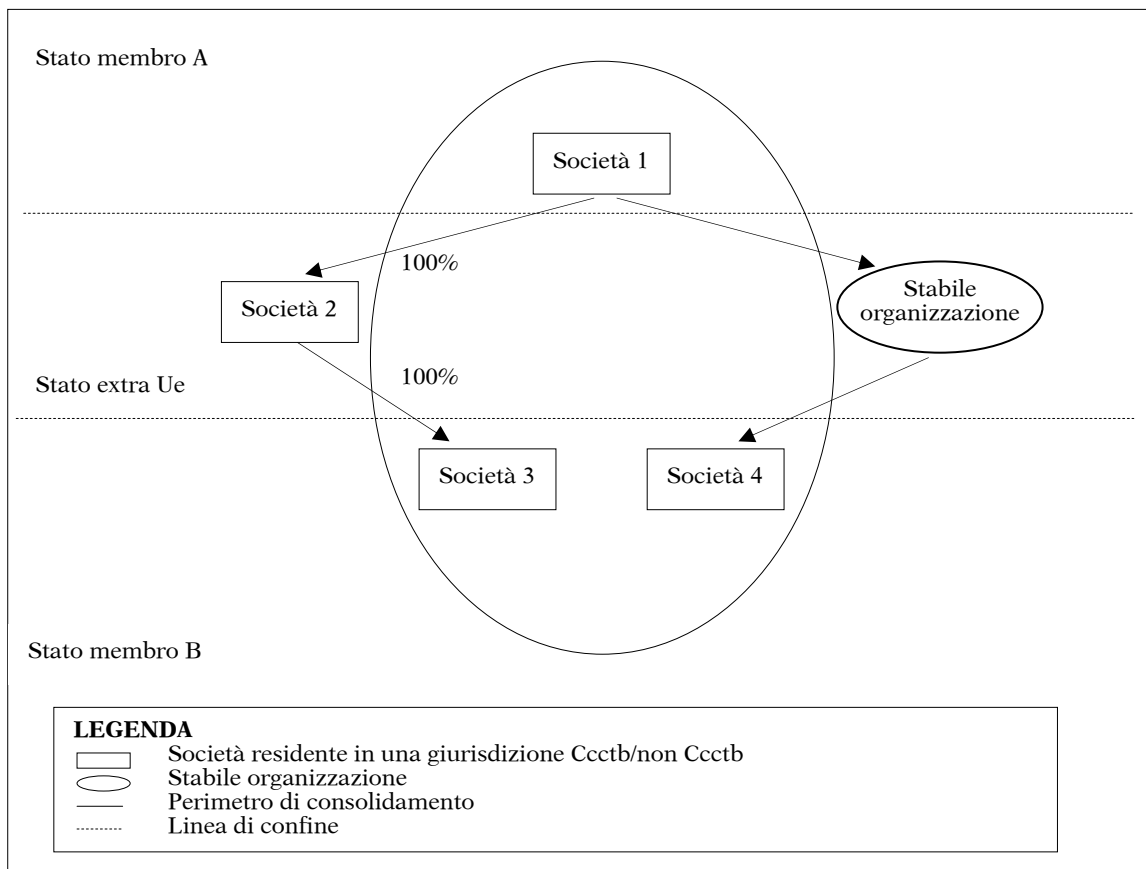 Stato membro A
Società 1
100%
Società 2
Stabile
organizzazione
100%
Stato extra Ue
Società 3
Società 4
Stato membro B
LEGENDA
Società residente in una giurisdizione Ccctb/non Ccctb
Stabile organizzazione
Perimetro di consolidamento
Linea di confine